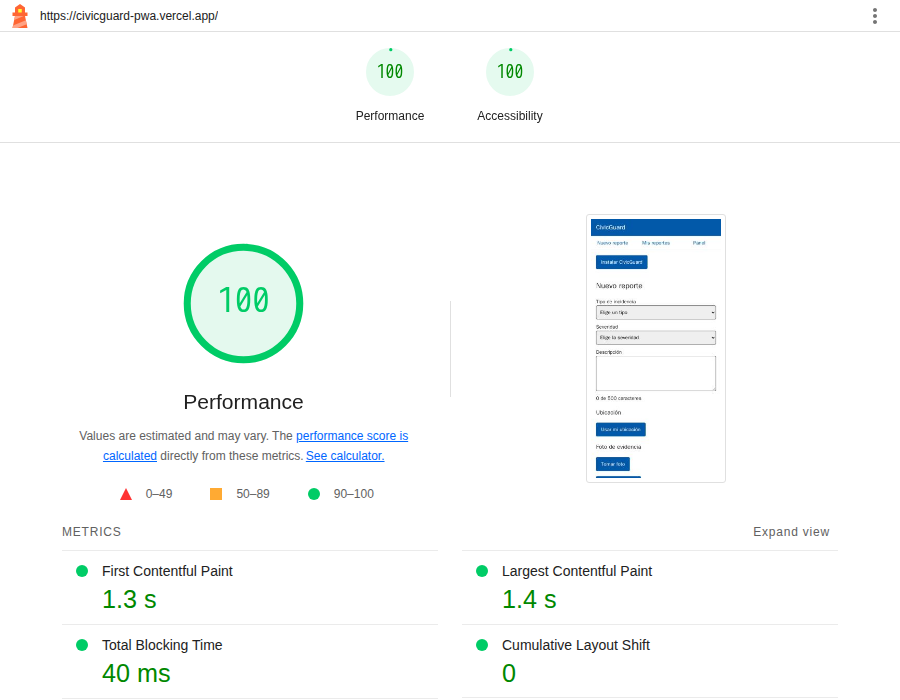 https://civicguard-pwa.vercel.app/
100
100
Performance
Accessibility
100
Performance
Values are estimated and may vary. The performance score is
calculated directly from these metrics. See calculator.
0–49
50–89
90–100
CivicGuard
Nuevo reporte
Mis reportes
Panel
Instalar CivicGuard
Nuevo reporte
Tipo de incidencia
Elige un tipo
Severidad
Elige la severidad
Descripción
0 de 500 caracteres
Ubicación
Usar mi ubicación
Foto de evidencia
Tomar foto
METRICS
Expand view
First Contentful Paint
1.3 s
Largest Contentful Paint
1.4 s
Total Blocking Time
40 ms
Cumulative Layout Shift
0